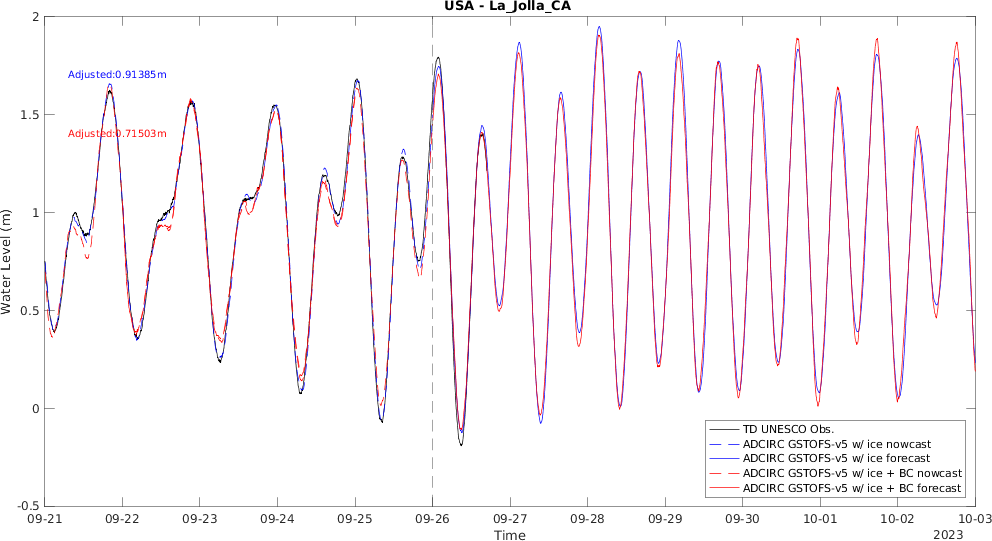 USA - La_Jolla_CA
2
Adjusted:0.91385m
1.5
Adjusted:0.71503m
1
Water Level (m)
0.5
0
-0.5
TD UNESCO Obs.
ADCIRC GSTOFS-v5 w/ ice nowcast
ADCIRC GSTOFS-v5 w/ ice forecast
ADCIRC GSTOFS-v5 w/ ice + BC nowcast
ADCIRC GSTOFS-v5 w/ ice + BC forecast
09-21 09-22 09-23 09-24 09-25 09-26 09-27 09-28 09-29 09-30 10-01 10-02 10-03
Time
2023